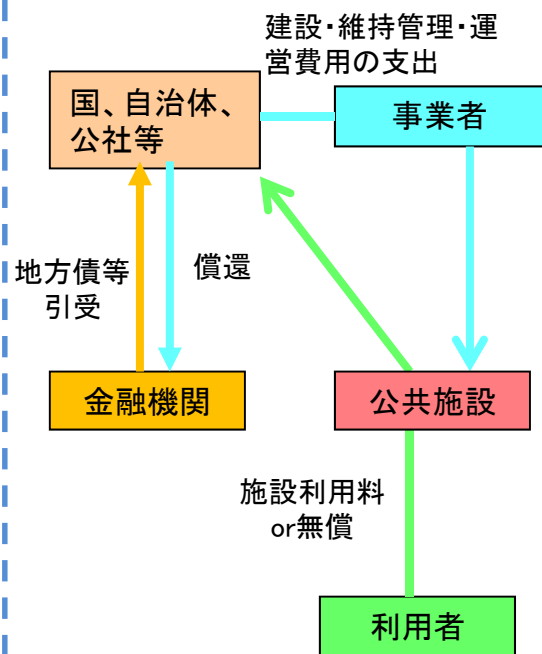 建設・維持管理・運
営費用の支出
国、自治体、
公社等
事業者
地方債等
引受
償還
金融機関
公共施設
施設利用料
or無償
利用者